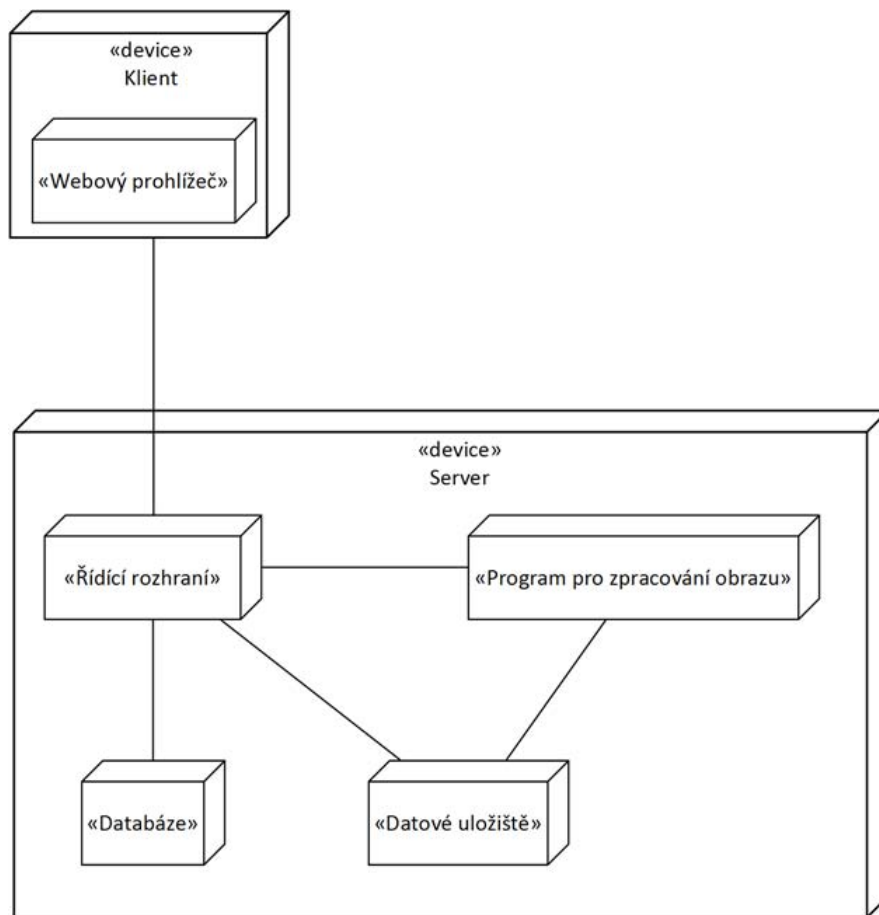 «device»
Klient
«Webový prohlížeč»
«device»
Server
«Řídící rozhraní»
«Program pro zpracování obrazu»
«Databáze»
«Datové uložiště»